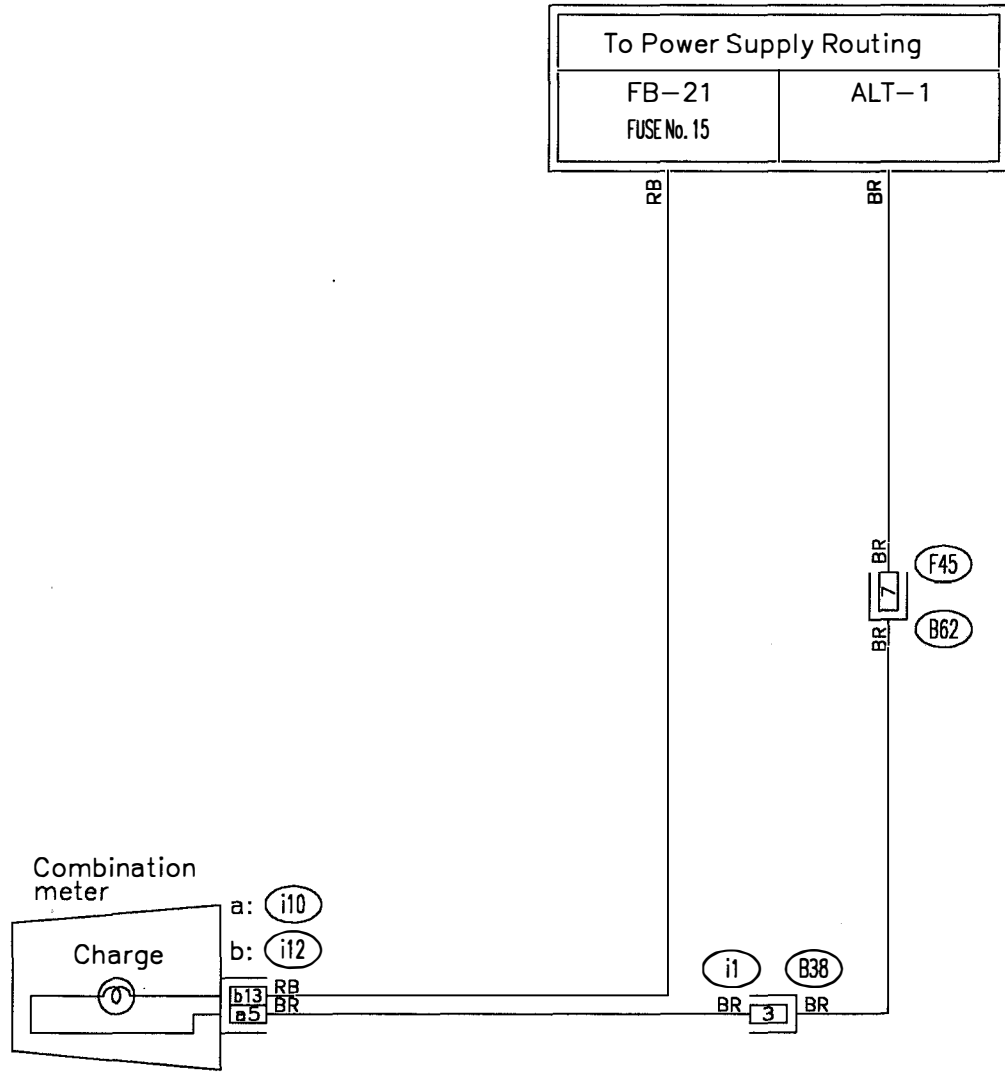 To Power Supply Routing
FB-21
FUSE No. 15
ALT-1
RB
BR
BR
F45
7
BR
B62
Combination
meter
a: i10
Charge
b: i12
b13
RB
a5
BR
i1
B38
BR
3
BR